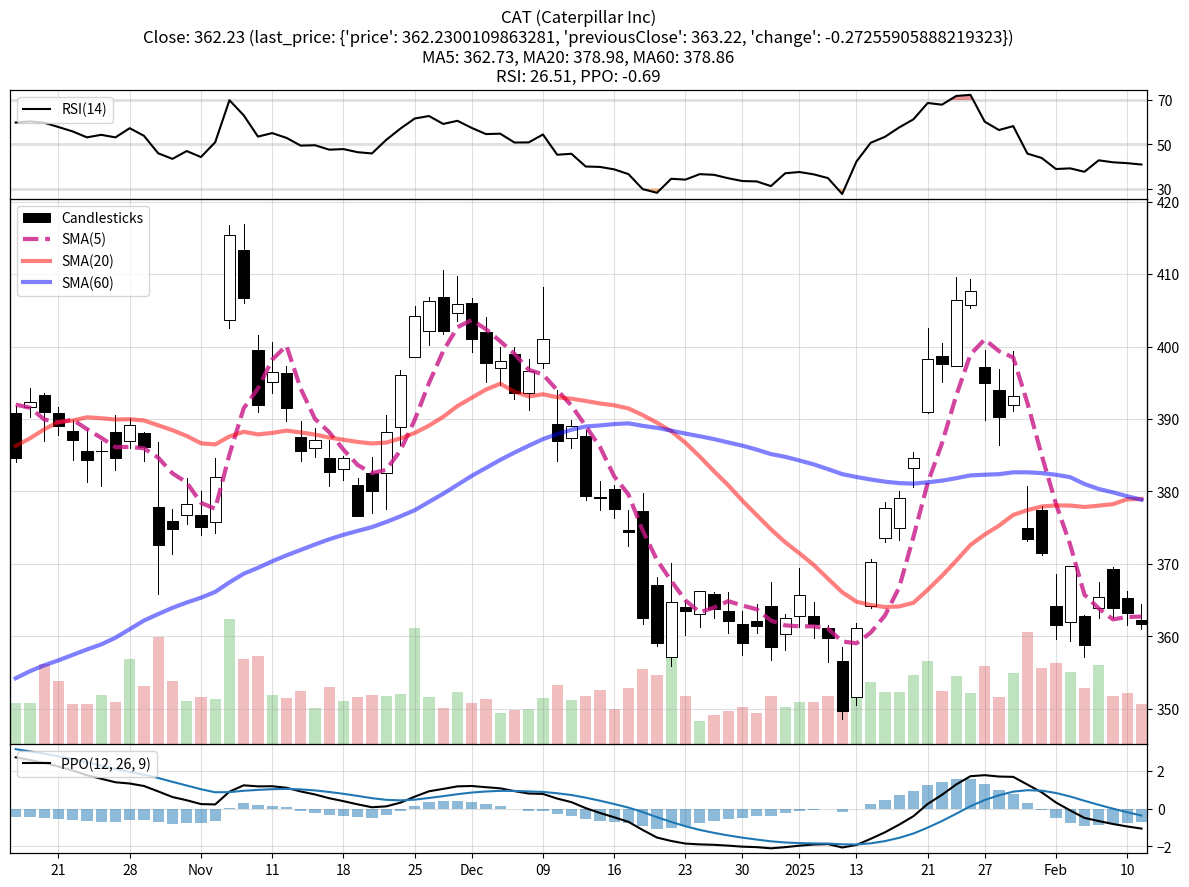 CAT (Caterpillar Inc)
Close: 362.23 (last_price: {'price': 362.2300109863281, 'previousClose': 363.22, 'change': -0.27255905888219323})
MA5: 362.73, MA20: 378.98, MA60: 378.86
RSI: 26.51, PPO: -0.69
RSI(14)
70
50
30
Candlesticks
SMA(5)
SMA(20)
SMA(60)
420
410
400
390
380
370
360
350
PPO(12, 26, 9)
2
0
−2
21 28 Nov 11 18 25 Dec 09 16 23 30 2025 13 21 27 Feb 10